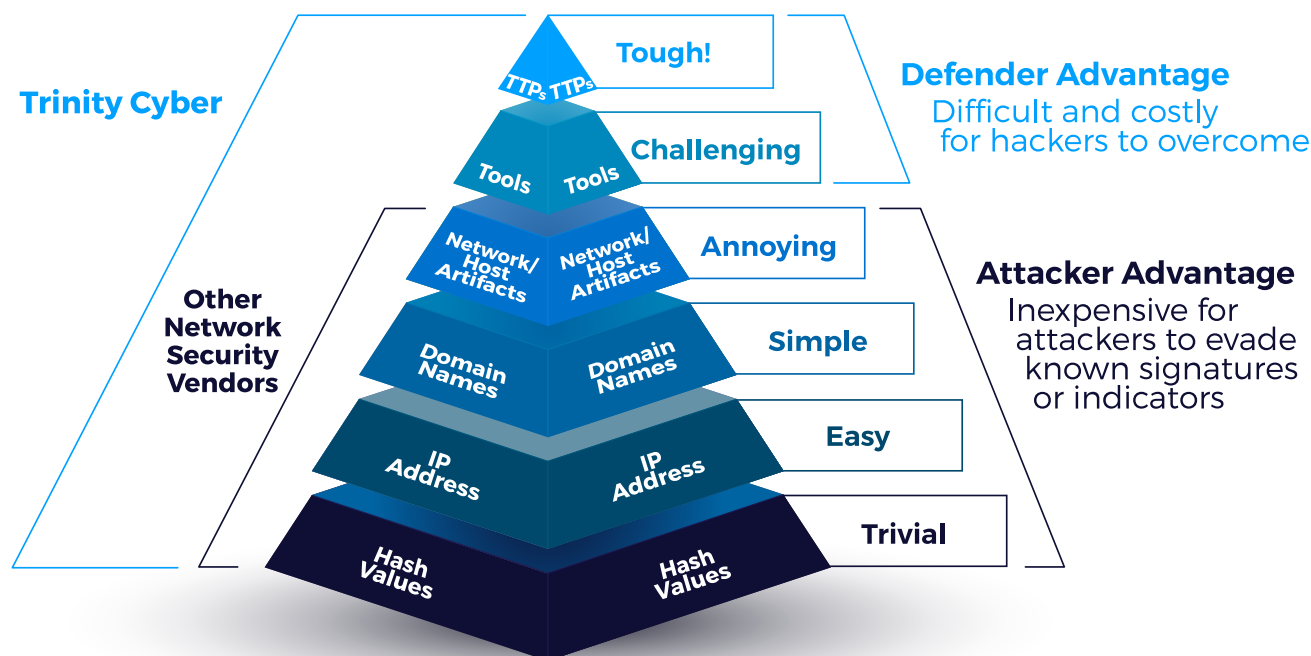 Trinity Cyber
Other
Network
Security
Vendors
TTPs TTPs
Tools Tools
Network/
Host
Artifacts
Network/
Host
Artifacts
Domain
Names
Domain
Names
IP
Address
IP
Address
Hash
Values
Hash
Values
Tough!
Challenging
Annoying
Simple
Easy
Trivial
Defender Advantage
Difficult and costly
for hackers to overcome
Attacker Advantage
Inexpensive for
attackers to evade
known signatures
or indicators